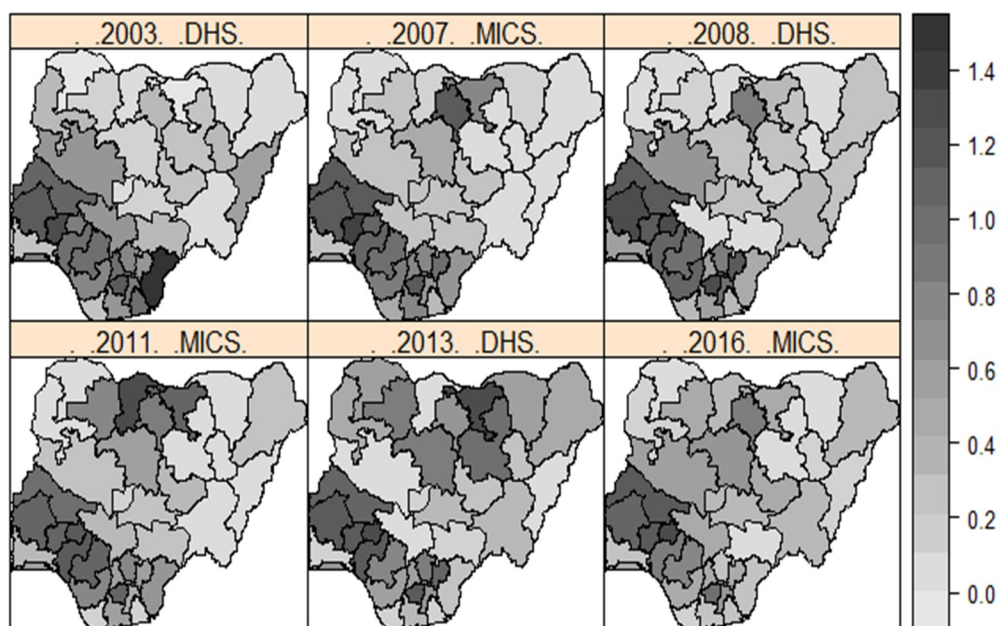 . .2003. .DHS.
. .2007. .MICS.
. .2008. .DHS.
. .2011. .MICS.
. .2013. .DHS.
. .2016. .MICS.
1.4
1.2
1.0
0.8
0.6
0.4
0.2
0.0